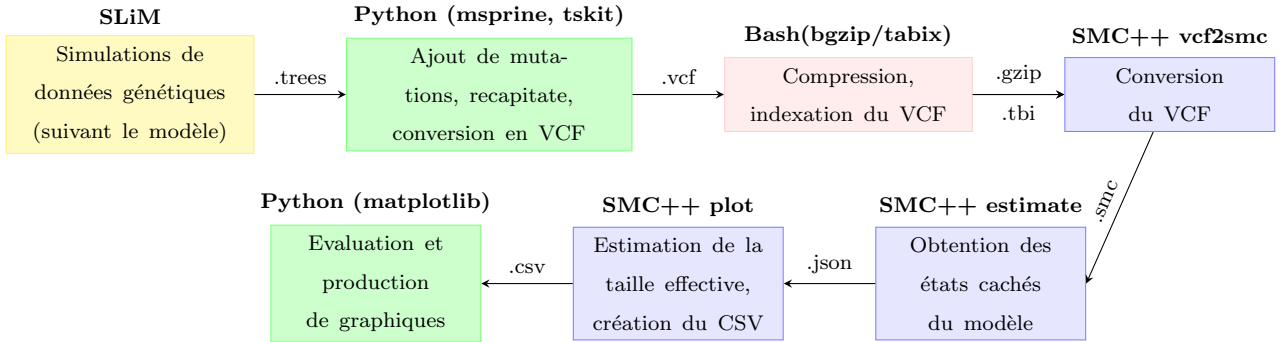 SLiM
Simulations de
données génétiques
(suivant le modèle)
.trees
Python (msprine, tskit)
Ajout de muta-
tions, recapitate,
conversion en VCF
.vcf
Bash(bgzip/tabix)
Compression,
indexation du VCF
.gzip
.tbi
SMC++ vcf2smc
Conversion
du VCF
.smc
SMC++ estimate
Obtention des
états cachés
du modèle
.json
SMC++ plot
Estimation de la
taille effective,
création du CSV
.csv
Python (matplotlib)
Evaluation et
production
de graphiques